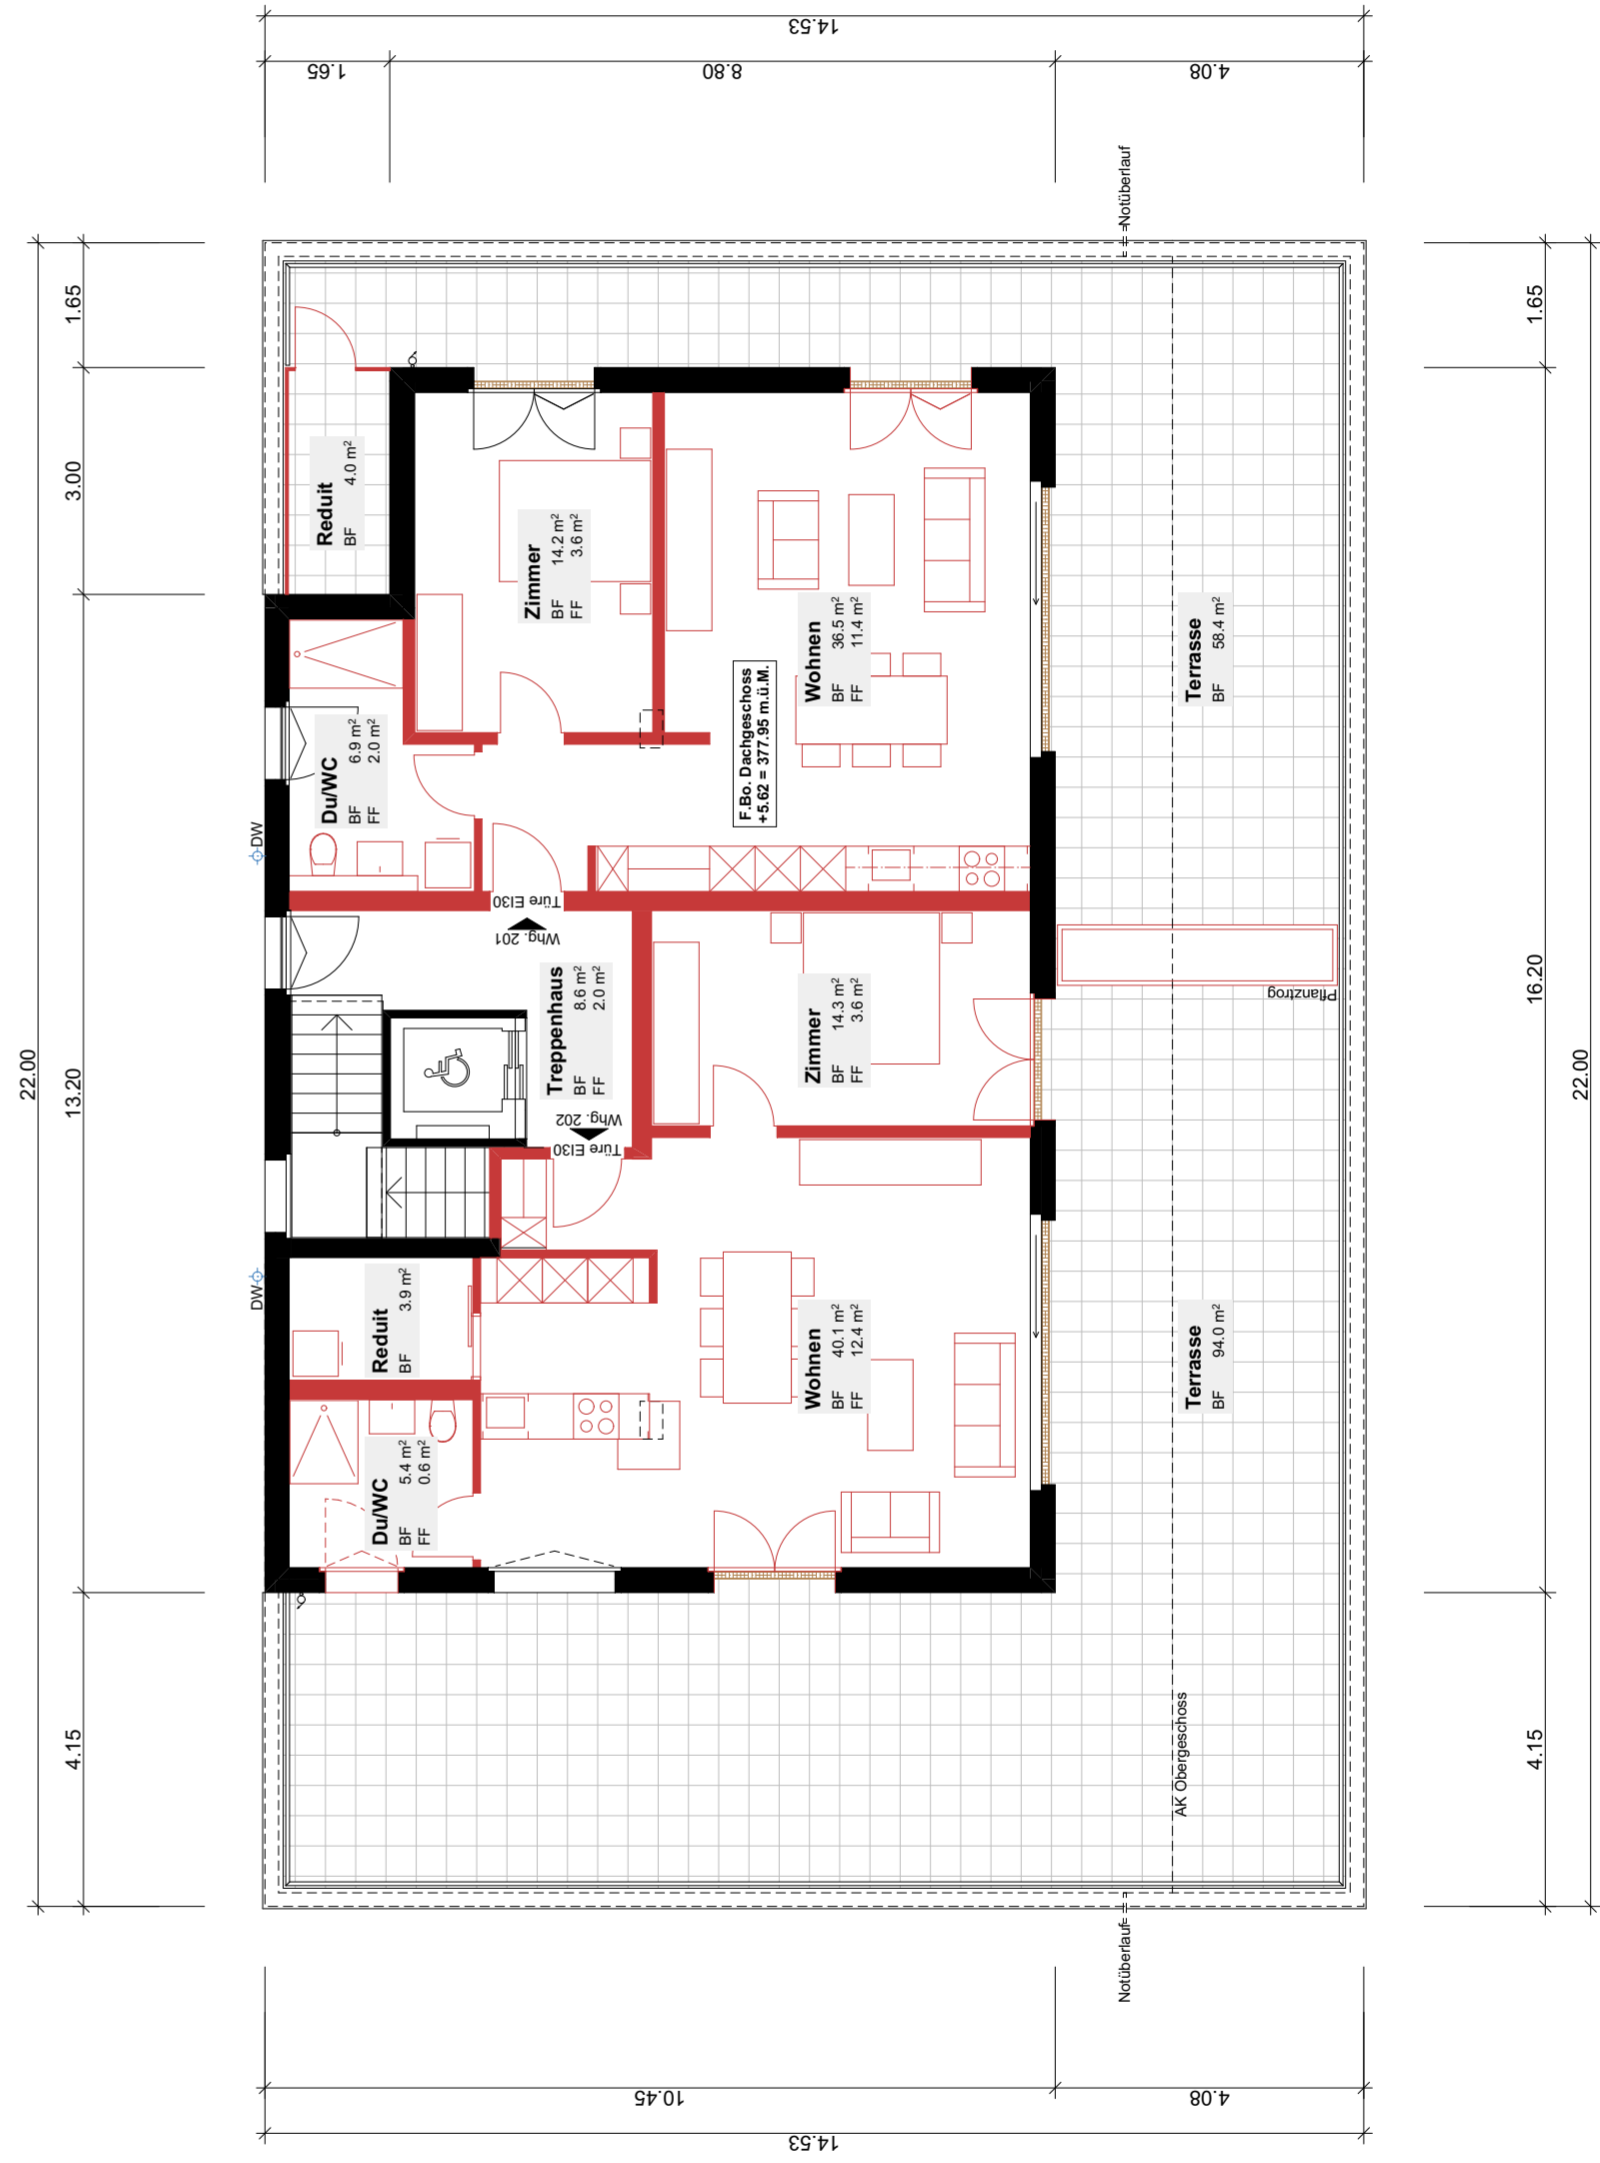 14.53
1.65
8.80
4.08
Notüberlauf
22.00
1.65
3.00
13.20
4.15
1.65
16.20
4.15
22.00
Reduit
BF 4.0 m²
Zimmer
BF 14.2 m²
FF 3.6 m²
Du/WC
BF 6.9 m²
FF 2.0 m²
DW
Wohnen
BF 36.5 m²
FF 11.4 m²
F.Bo. Dachgeschoss
+5.62 = 377.95 m.ü.M.
Terrasse
BF 58.4 m²
Türe EI30
Whg. 201
Treppenhaus
BF 8.6 m²
FF 2.0 m²
Whg. 202
Türe EI30
Zimmer
BF 14.3 m²
FF 3.6 m²
Pflanztrog
DW
Reduit
BF 3.9 m²
Du/WC
BF 5.4 m²
FF 0.6 m²
Wohnen
BF 40.1 m²
FF 12.4 m²
Terrasse
BF 94.0 m²
AK Obergeschoss
Notüberlauf
10.45
4.08
14.53